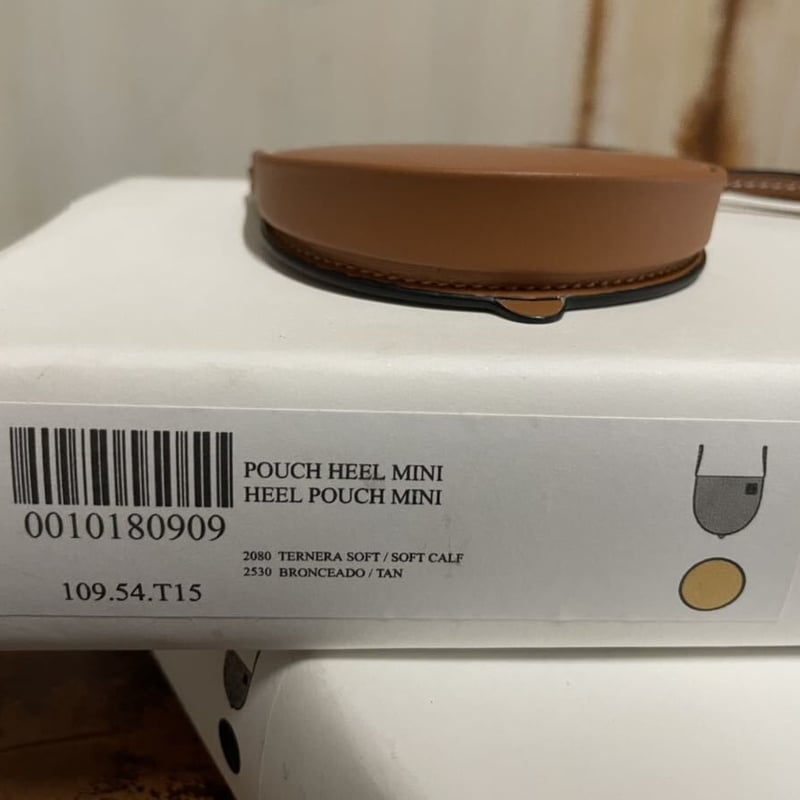 POUCH HEEL MINI
HEEL POUCH MINI
0010180909
2080 TERNERA SOFT / SOFT CALF
2530 BRONCEADO / TAN
109.54.T15